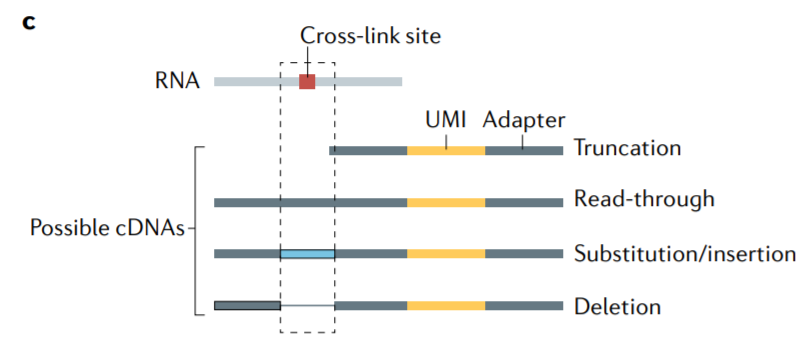 c
Cross-link site
RNA
UMI Adapter
Truncation
Read-through
Possible cDNAs
Substitution/insertion
Deletion